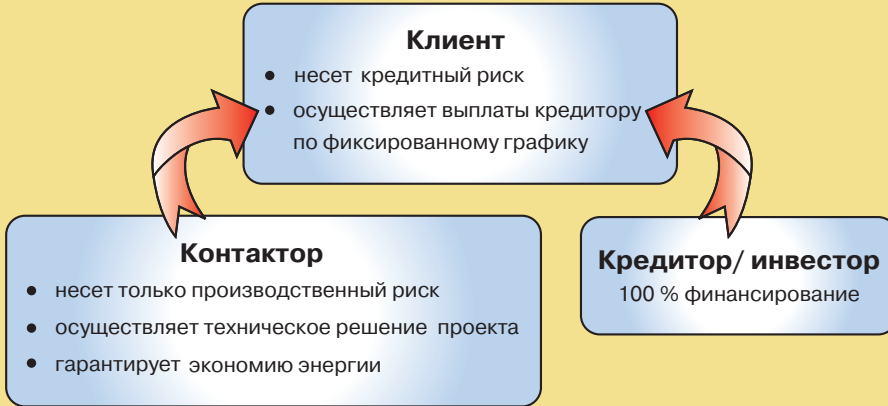 Клиент
• несет кредитный риск
• осуществляет выплаты кредитору
по фиксированному графику
Контактор
• несет только производственный риск
• осуществляет техническое решение проекта
• гарантирует экономию энергии
Кредитор/ инвестор
100 % финансирование